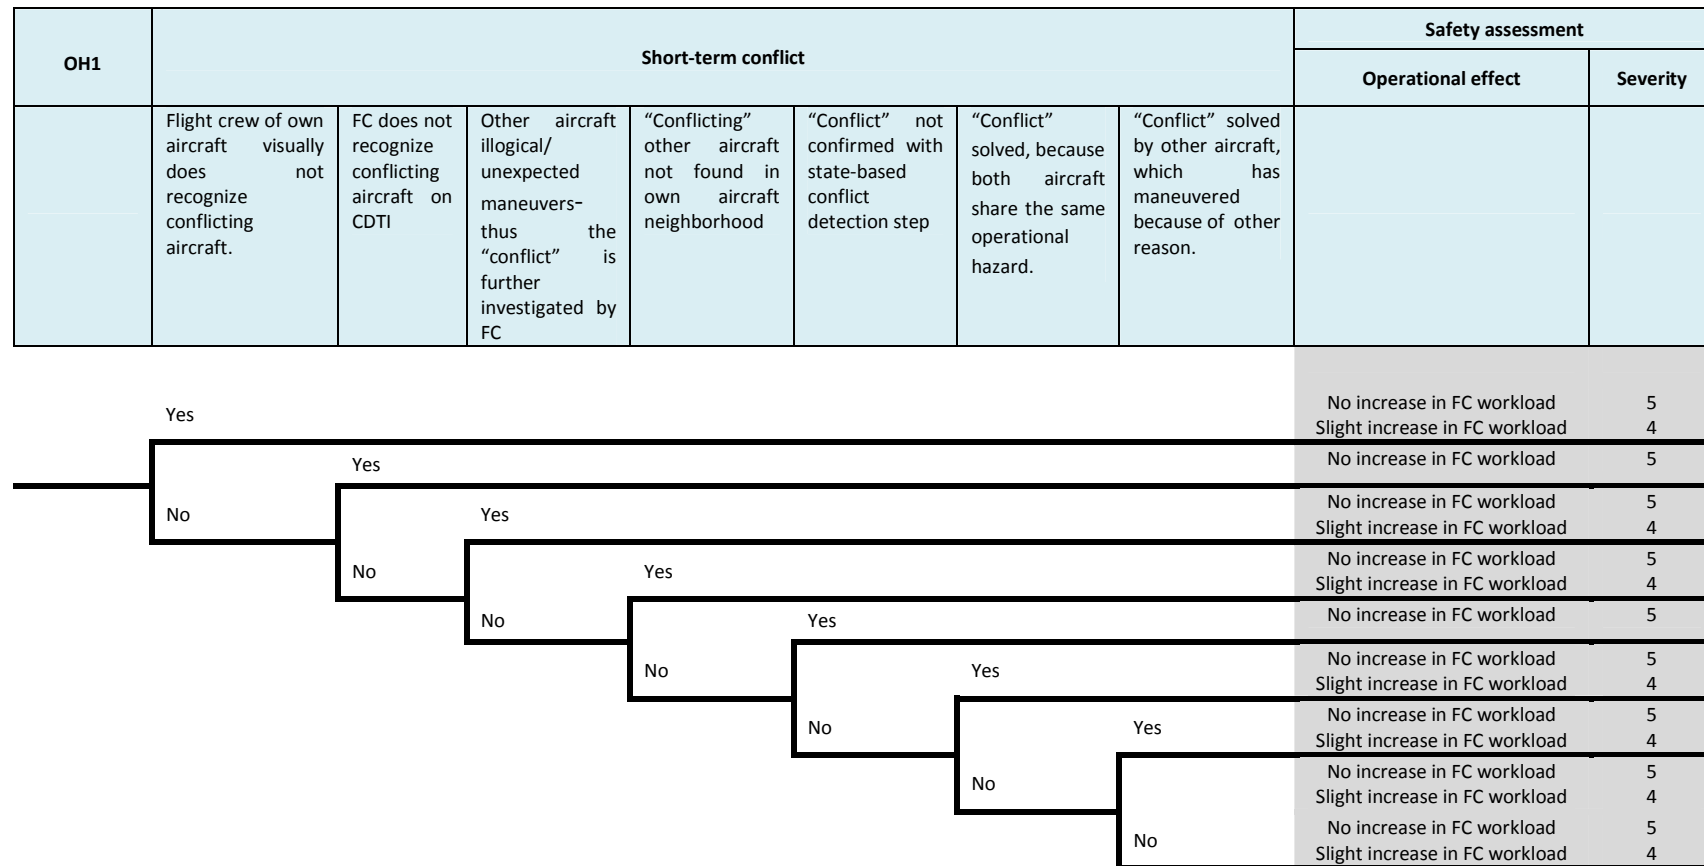 OH1
Short-term conflict
Safety assessment
Operational effect
Severity
Flight crew of own
aircraft visually
does not
recognize
conflicting
aircraft.
FC does not
recognize
conflicting
aircraft on
CDTI
Other aircraft
illogical/
unexpected
maneuvers-
thus the
“conflict” is
further
investigated by
FC
“Conflicting”
other aircraft
not found in
own aircraft
neighborhood
“Conflict” not
confirmed with
state-based
conflict
detection step
“Conflict”
solved, because
both aircraft
share the same
operational
hazard.
“Conflict” solved
by other aircraft,
which has
maneuvered
because of other
reason.
Yes
No increase in FC workload 5
Slight increase in FC workload 4
Yes
No increase in FC workload 5
No
Yes
No increase in FC workload 5
Slight increase in FC workload 4
No
Yes
No increase in FC workload 5
Slight increase in FC workload 4
No
Yes
No increase in FC workload 5
No
Yes
No increase in FC workload 5
Slight increase in FC workload 4
No
Yes
No increase in FC workload 5
Slight increase in FC workload 4
No
No increase in FC workload 5
Slight increase in FC workload 4
No
No increase in FC workload 5
Slight increase in FC workload 4